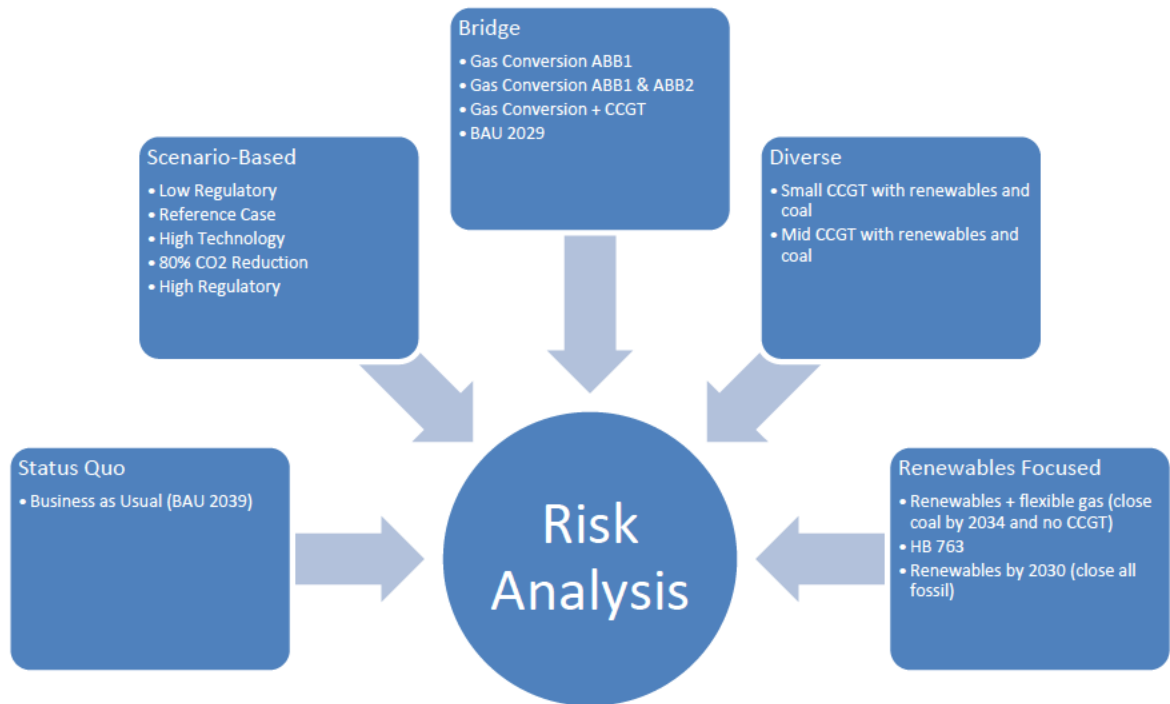 Bridge
• Gas Conversion ABB1
• Gas Conversion ABB1 & ABB2
• Gas Conversion + CCGT
• BAU 2029
Scenario-Based
• Low Regulatory
• Reference Case
• High Technology
• 80% CO2 Reduction
• High Regulatory
Diverse
• Small CCGT with renewables and
coal
• Mid CCGT with renewables and
coal
Status Quo
• Business as Usual (BAU 2039)
Risk
Analysis
Renewables Focused
• Renewables + flexible gas (close
coal by 2034 and no CCGT)
• HB 763
• Renewables by 2030 (close all
fossil)